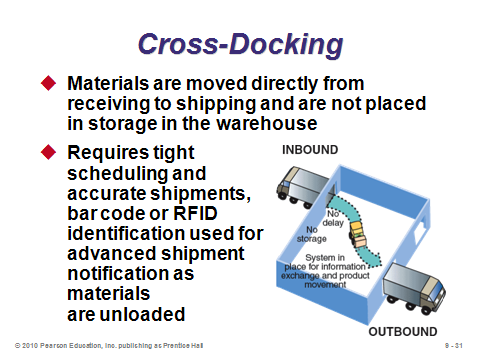 Cross-Docking
◆ Materials are moved directly from
receiving to shipping and are not placed
in storage in the warehouse
◆ Requires tight
scheduling and
accurate shipments,
bar code or RFID
identification used for
advanced shipment
notification as
materials
are unloaded
INBOUND
No
delay
No
storage
System in
place for information
exchange and product
movement
OUTBOUND
© 2010 Pearson Education, Inc. publishing as Prentice Hall
9 - 31